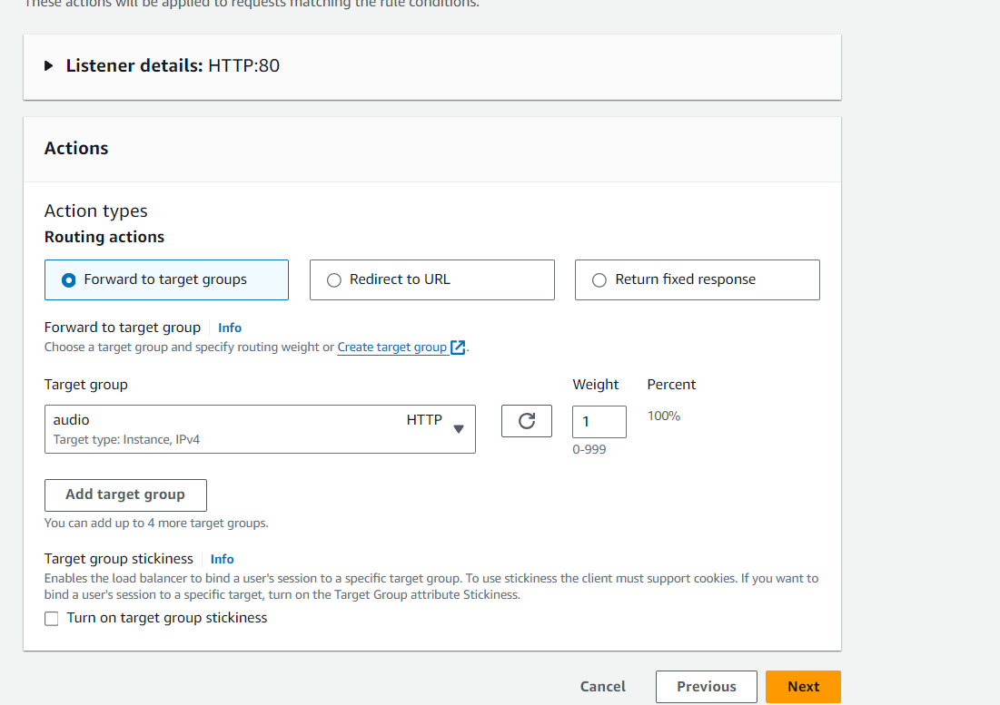 These actions will be applied to requests matching the rule conditions.
Listener details: HTTP:80
Actions
Action types
Routing actions
Forward to target groups
Redirect to URL
Return fixed response
Forward to target group Info
Choose a target group and specify routing weight or Create target group.
Target group
Weight
Percent
audio
HTTP
Target type: Instance, IPv4
1
100%
0-999
Add target group
You can add up to 4 more target groups.
Target group stickiness Info
Enables the load balancer to bind a user's session to a specific target group. To use stickiness the client must support cookies. If you want to
bind a user's session to a specific target, turn on the Target Group attribute Stickiness.
Turn on target group stickiness
Cancel
Previous
Next